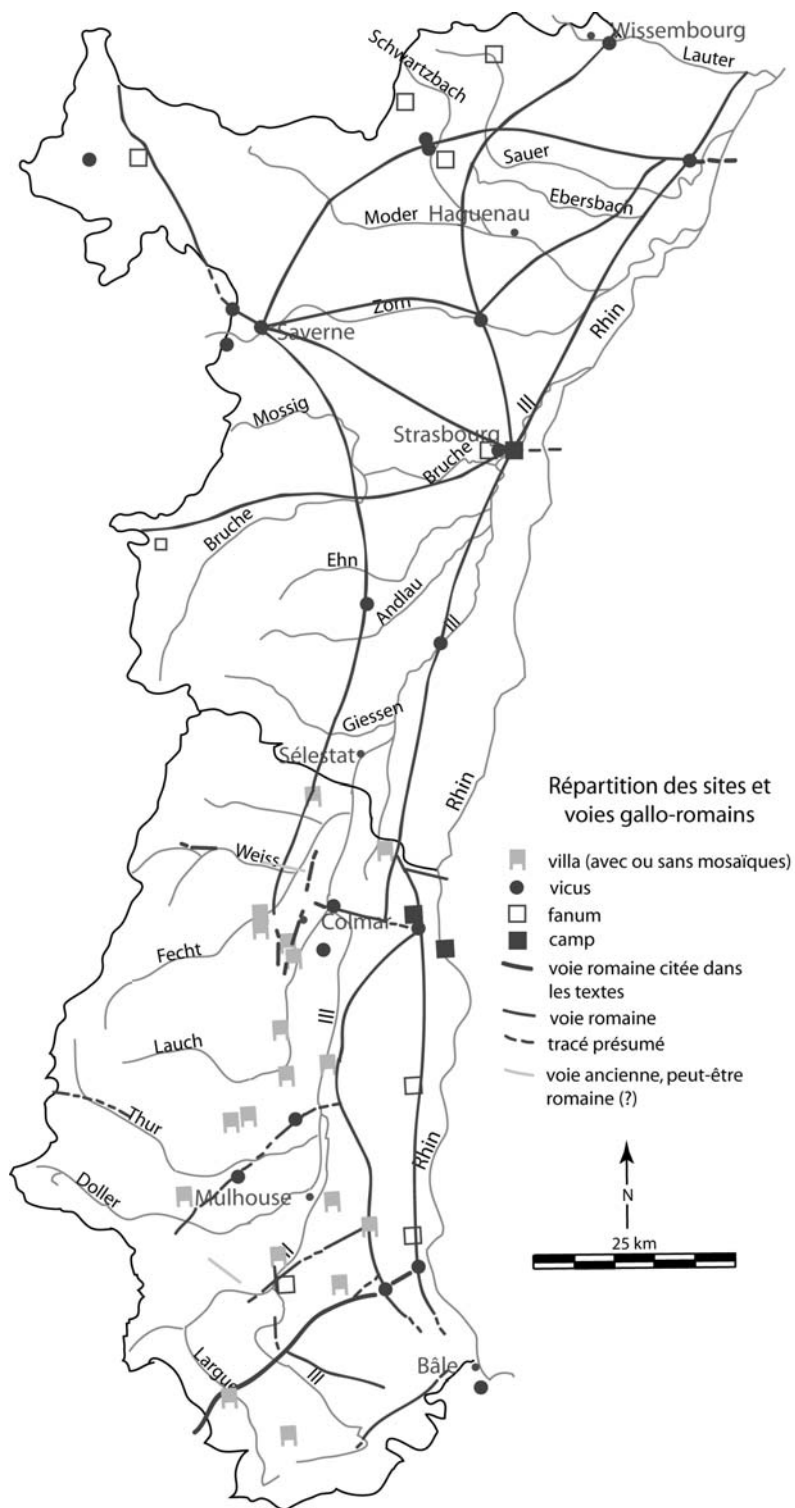 Wissembourg
Schwartzbach
Lauter
Sauer
Ebersbach
Moder
Haguenau
Zorn
Saverne
Rhin
Ill
Mossig
Strasbourg
Bruche
Bruche
Ehn
Andlau
Ill
Giessen
Sélestat
Rhin
Weiss
Colmar
Fecht
Ill
Lauch
Thur
Rhin
Doller
Mulhouse
Ill
Largue
Ill
Bâle
Répartition des sites et
voies gallo-romains
villa (avec ou sans mosaïques)
vicus
fanum
camp
voie romaine citée dans
les textes
voie romaine
tracé présumé
voie ancienne, peut-être
romaine (?)
N
25 km